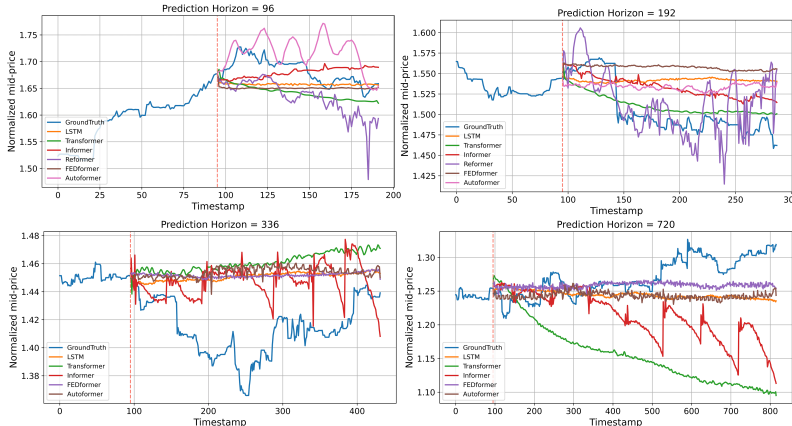 Prediction Horizon = 96
Normalized mid-price
1.75
1.70
1.65
1.60
1.55
1.50
GroundTruth
LSTM
Transformer
Informer
Reformer
FEDformer
Autoformer
0 25 50 75 100 125 150 175 200
Timestamp
Prediction Horizon = 192
Normalized mid-price
1.600
1.575
1.550
1.525
1.500
1.475
1.450
1.425
GroundTruth
LSTM
Transformer
Informer
Reformer
FEDformer
Autoformer
0 50 100 150 200 250 300
Timestamp
Prediction Horizon = 336
Normalized mid-price
1.48
1.46
1.44
1.42
1.40
1.38
GroundTruth
LSTM
Transformer
Informer
FEDformer
Autoformer
0 100 200 300 400
Timestamp
Prediction Horizon = 720
Normalized mid-price
1.30
1.25
1.20
1.15
1.10
GroundTruth
LSTM
Transformer
Informer
FEDformer
Autoformer
0 100 200 300 400 500 600 700 800
Timestamp